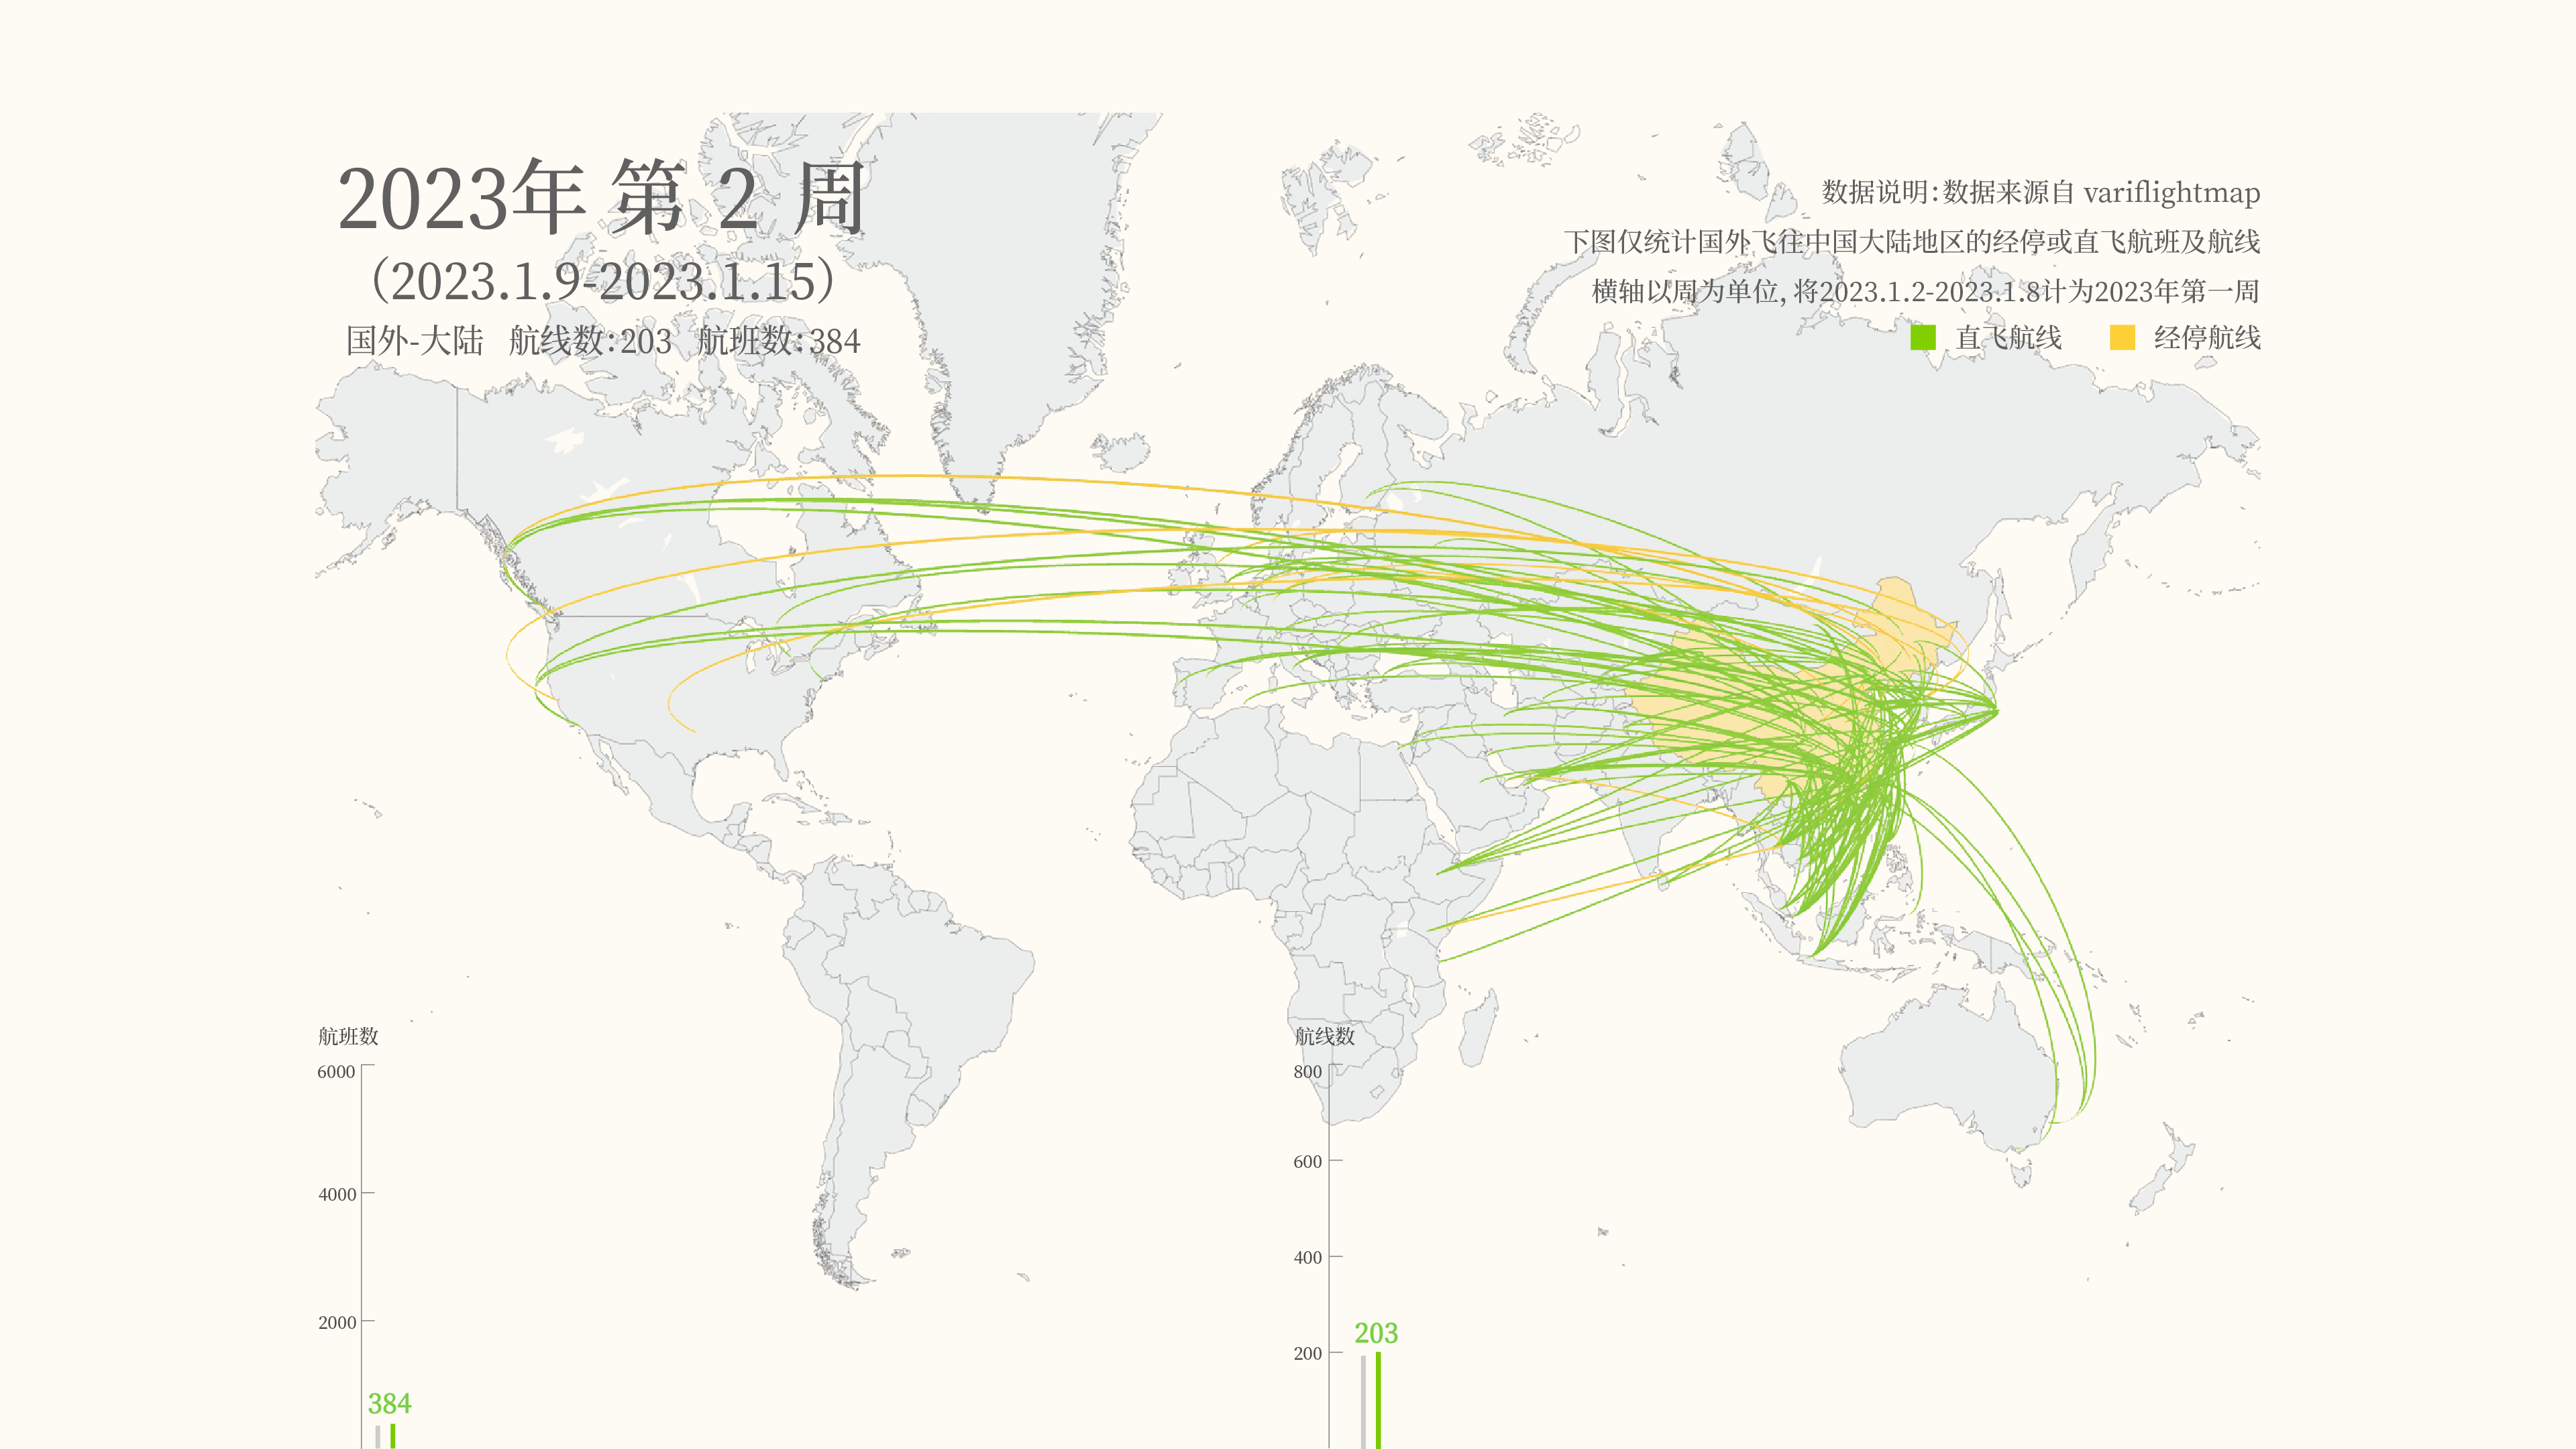 2023年 第 2 周
（2023.1.9-2023.1.15）
国外-大陆 航线数：203 航班数：384
数据说明：数据来源自 variflightmap
下图仅统计国外飞往中国大陆地区的经停或直飞航班及航线
横轴以周为单位，将2023.1.2-2023.1.8计为2023年第一周
直飞航线 经停航线
航班数
6000
4000
2000
384
航线数
800
600
400
203
200